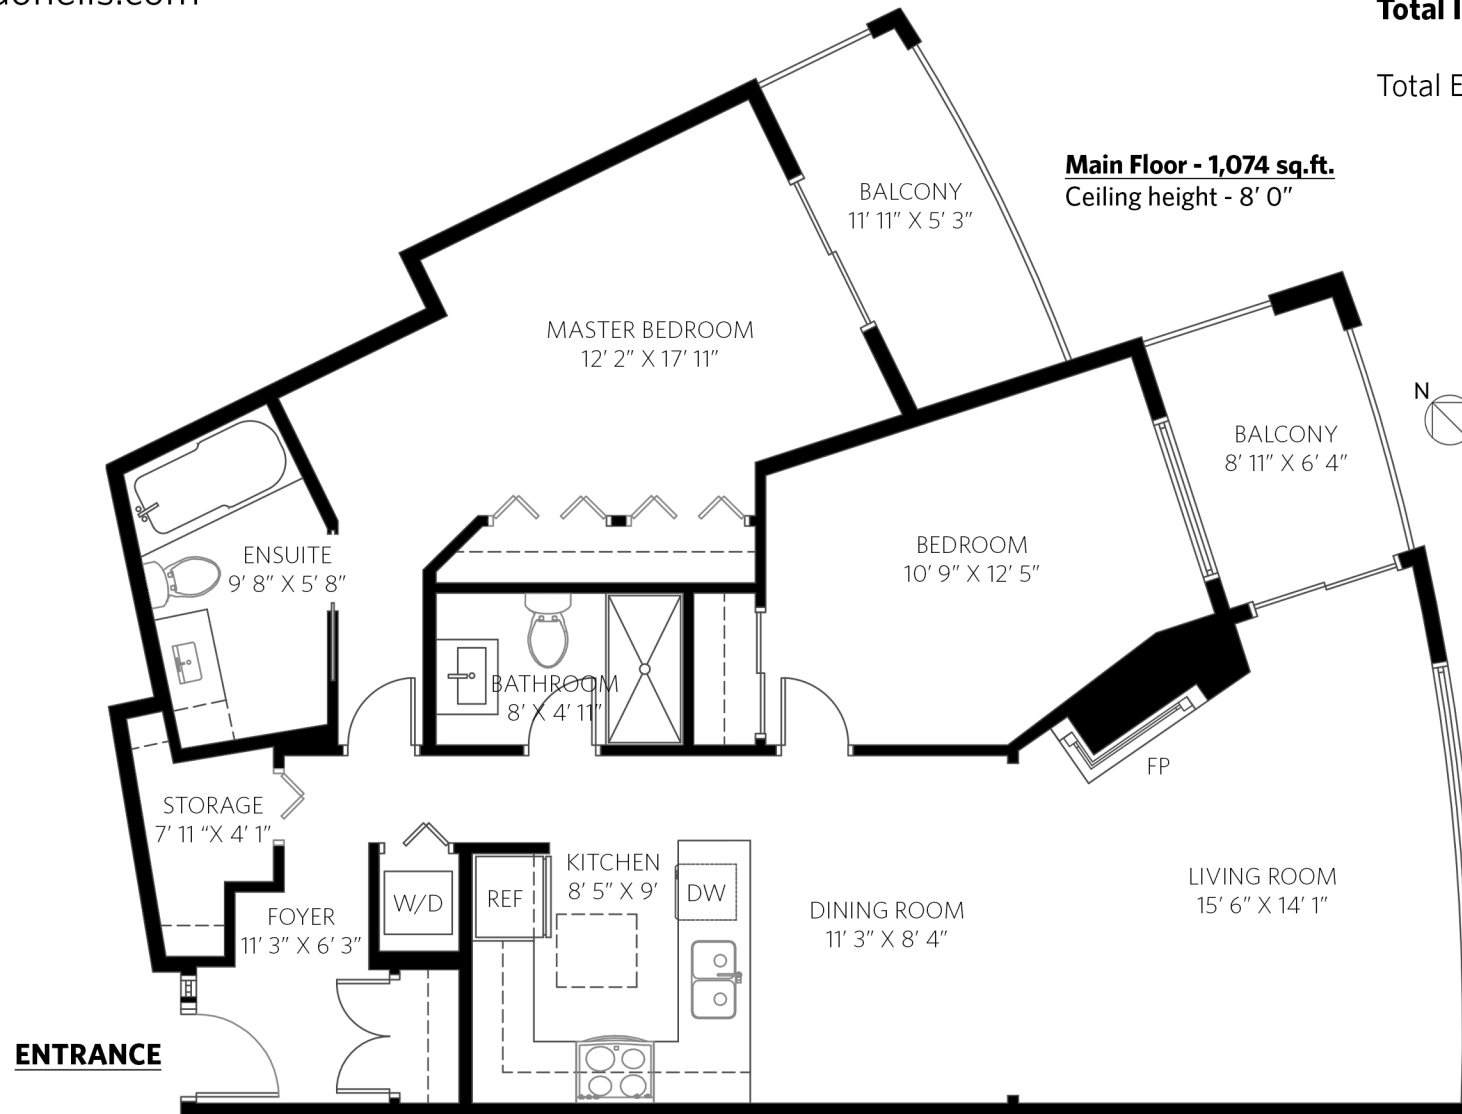 Total
Total
Main Floor - 1,074 sq.ft.
Ceiling height - 8' 0"
BALCONY
11' 11" X 5' 3"
MASTER BEDROOM
12' 2" X 17' 11"
N
BALCONY
8' 11" X 6' 4"
ENSUITE
9' 8" X 5' 8"
BEDROOM
10' 9" X 12' 5"
BATHROOM
8' X 4' 11"
FP
STORAGE
7' 11 "X 4' 1"
KITCHEN
8' 5" X 9'
W/D
REF
DW
LIVING ROOM
15' 6" X 14' 1"
FOYER
11' 3" X 6' 3"
DINING ROOM
11' 3" X 8' 4"
ENTRANCE